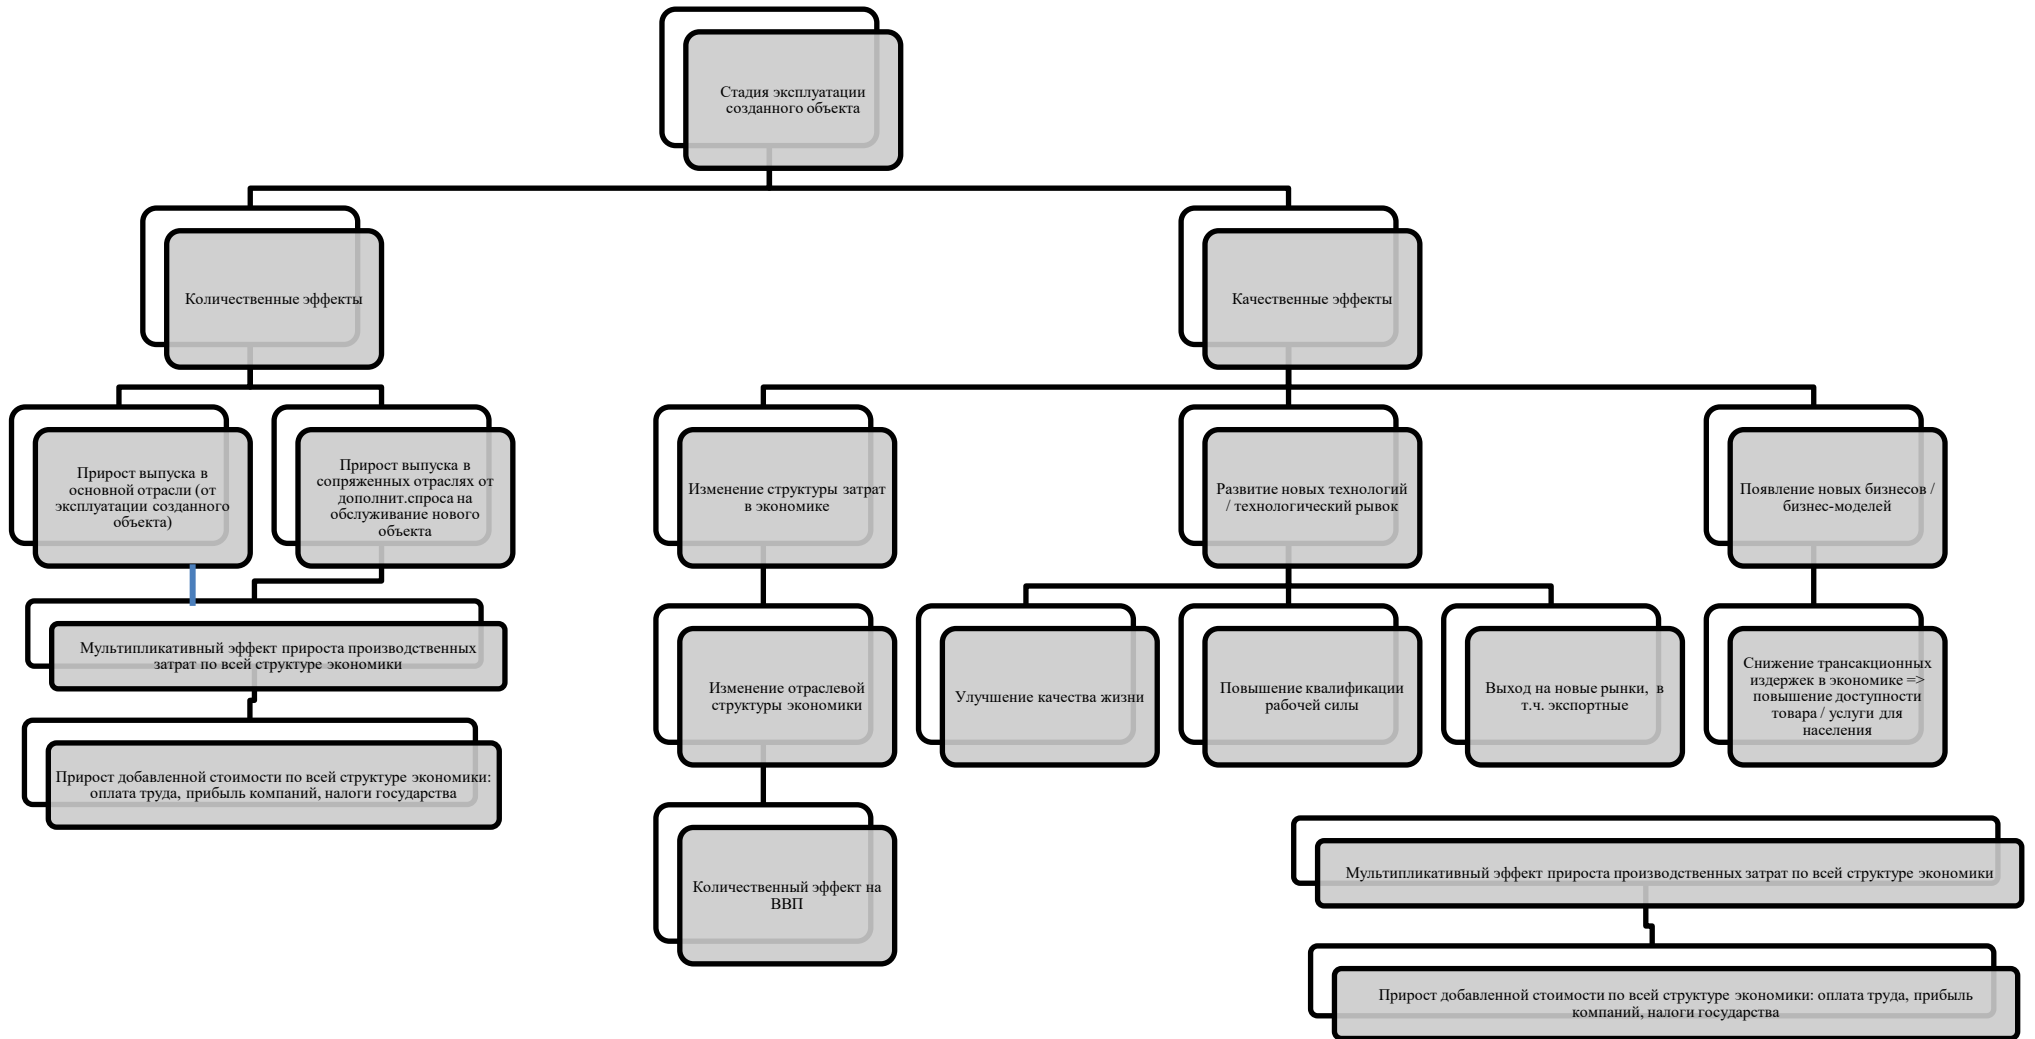 Стадия эксплуатации
созданного объекта
Количественные эффекты
Качественные эффекты
Прирост выпуска в
основной отрасли (от
эксплуатации созданного
объекта)
Прирост выпуска в
сопряженных отраслях от
дополнит.спроса на
обслуживание нового
объекта
Изменение структуры затрат
в экономике
Развитие новых технологий
/ технологический рывок
Появление новых бизнесов /
бизнес-моделей
Мультипликативный эффект прироста производственных
затрат по всей структуре экономики
Изменение отраслевой
структуры экономики
Улучшение качества жизни
Повышение квалификации
рабочей силы
Выход на новые рынки, в
т.ч. экспортные
Снижение трансакционных
издержек в экономике =>
повышение доступности
товара / услуги для
населения
Прирост добавленной стоимости по всей структуре экономики:
оплата труда, прибыль компаний, налоги государства
Количественный эффект на
ВВП
Мультипликативный эффект прироста производственных затрат по всей структуре экономики
Прирост добавленной стоимости по всей структуре экономики: оплата труда, прибыль
компаний, налоги государства